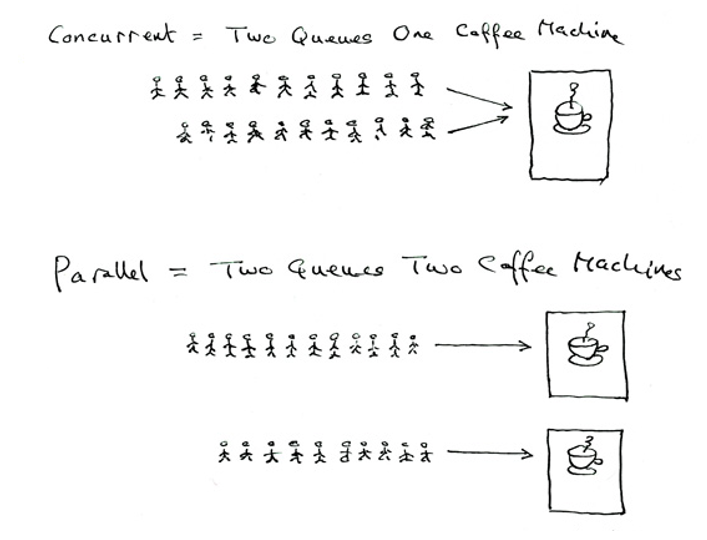 Concurrent = Two Queues One Coffee Machine
Parallel = Two Queues Two Coffee Machines